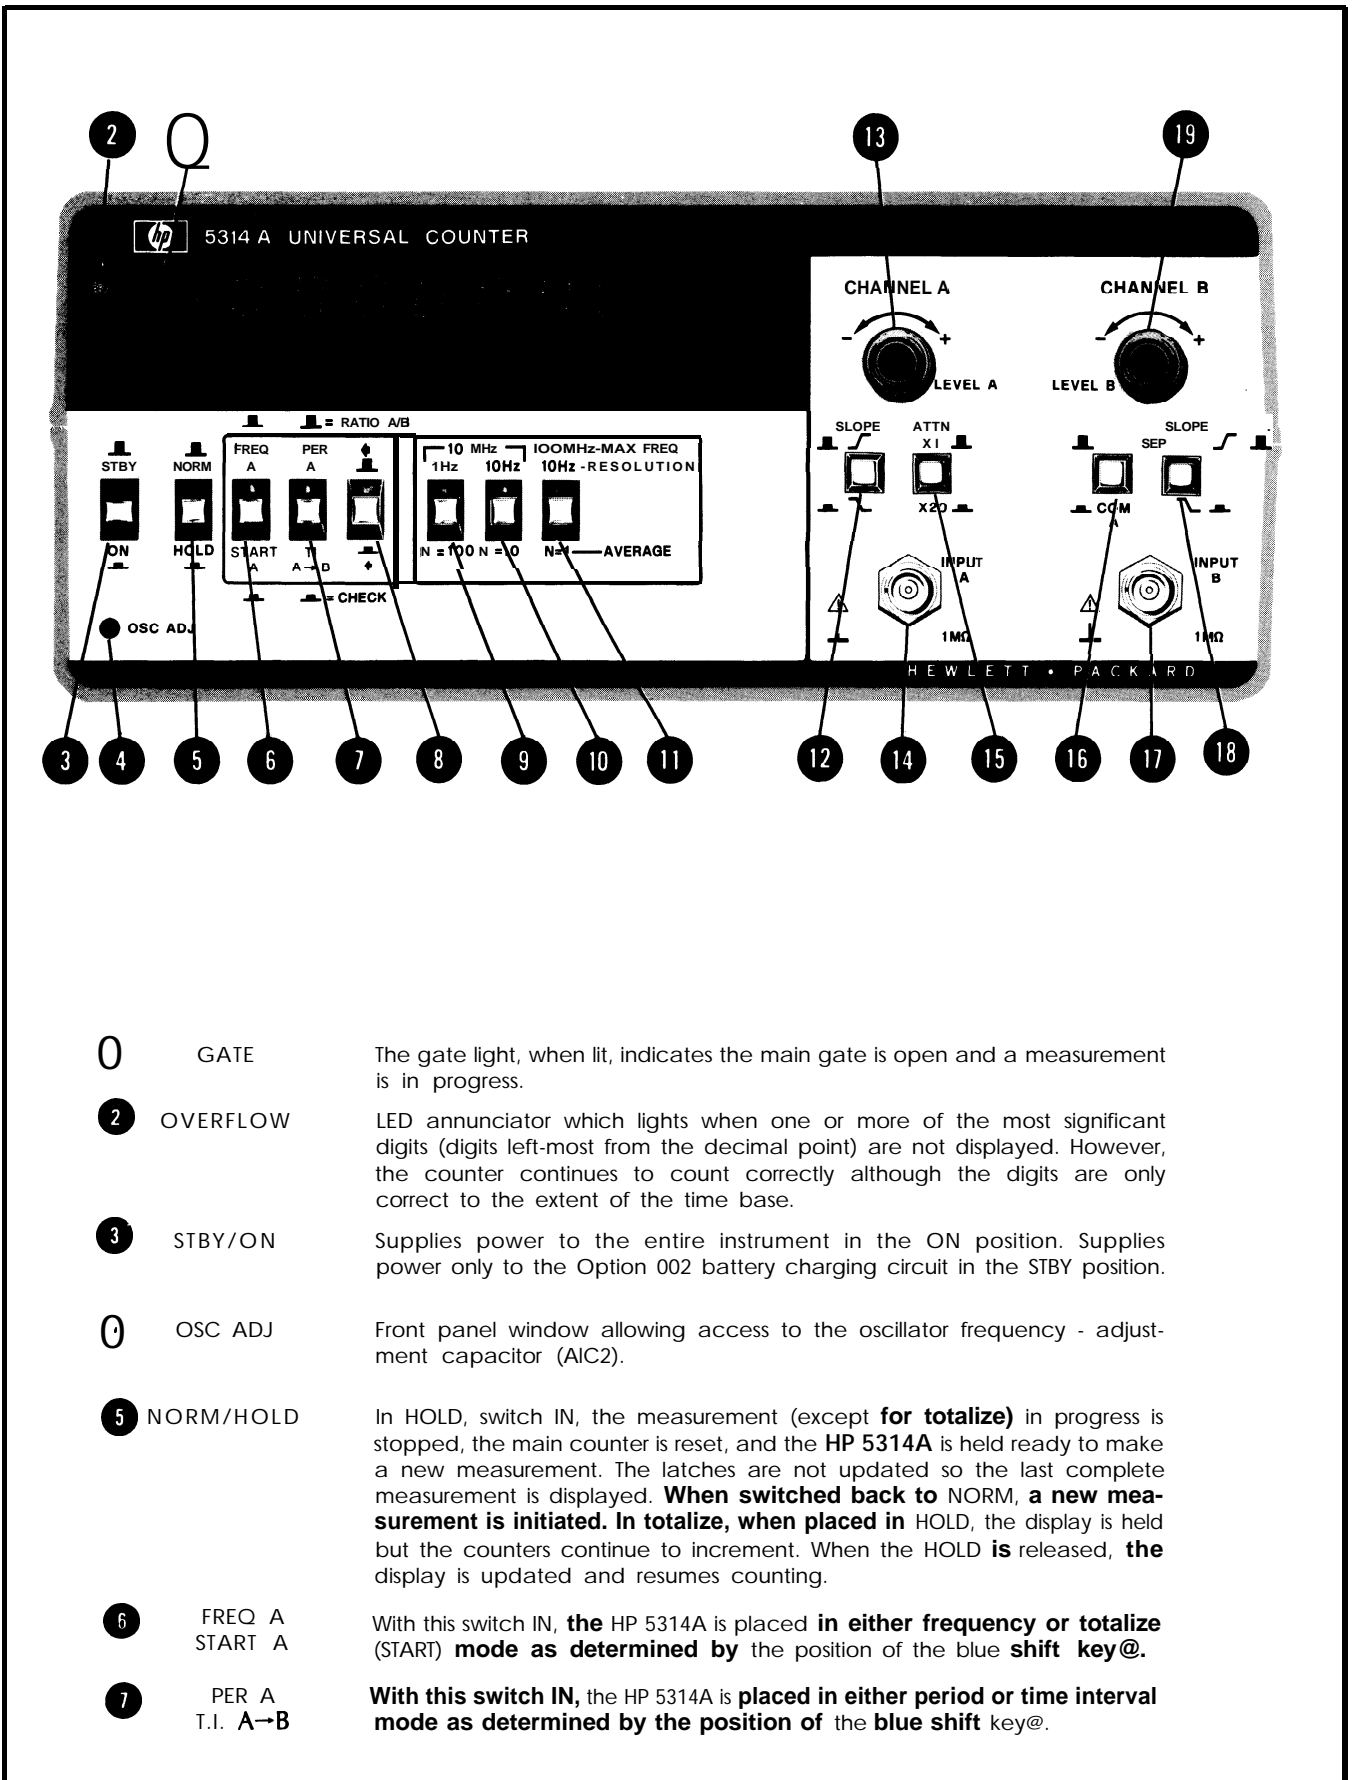 2 Q 13 19
hp 5314 A UNIVERSAL COUNTER
CHANNEL A CHANNEL B
- + - +
LEVEL A LEVEL B
= RATIO A/B
STBY NORM FREQ A PER A
10 MHz 100MHz-MAX FREQ
1Hz 10Hz 10Hz -RESOLUTION
SLOPE ATTN X1 SEP SLOPE
ON HOLD START A TI A→B
N =100 N =10 N=1 AVERAGE
X20 COM A
= CHECK
INPUT A INPUT B
OSC ADJ
1MΩ 1MΩ
HEWLETT • PACKARD
3 4 5 6 7 8 9 10 11 12 14 15 16 17 18
0 GATE The gate light, when lit, indicates the main gate is open and a measurement
is in progress.
2 OVERFLOW LED annunciator which lights when one or more of the most significant
digits (digits left-most from the decimal point) are not displayed. However,
the counter continues to count correctly although the digits are only
correct to the extent of the time base.
3 STBY/ON Supplies power to the entire instrument in the ON position. Supplies
power only to the Option 002 battery charging circuit in the STBY position.
0 OSC ADJ Front panel window allowing access to the oscillator frequency - adjust-
ment capacitor (AIC2).
5 NORM/HOLD In HOLD, switch IN, the measurement (except for totalize) in progress is
stopped, the main counter is reset, and the HP 5314A is held ready to make
a new measurement. The latches are not updated so the last complete
measurement is displayed. When switched back to NORM, a new mea-
surement is initiated. In totalize, when placed in HOLD, the display is held
but the counters continue to increment. When the HOLD is released, the
display is updated and resumes counting.
6 FREQ A With this switch IN, the HP 5314A is placed in either frequency or totalize
START A (START) mode as determined by the position of the blue shift key@.
7 PER A With this switch IN, the HP 5314A is placed in either period or time interval
T.I. A→B mode as determined by the position of the blue shift key@.